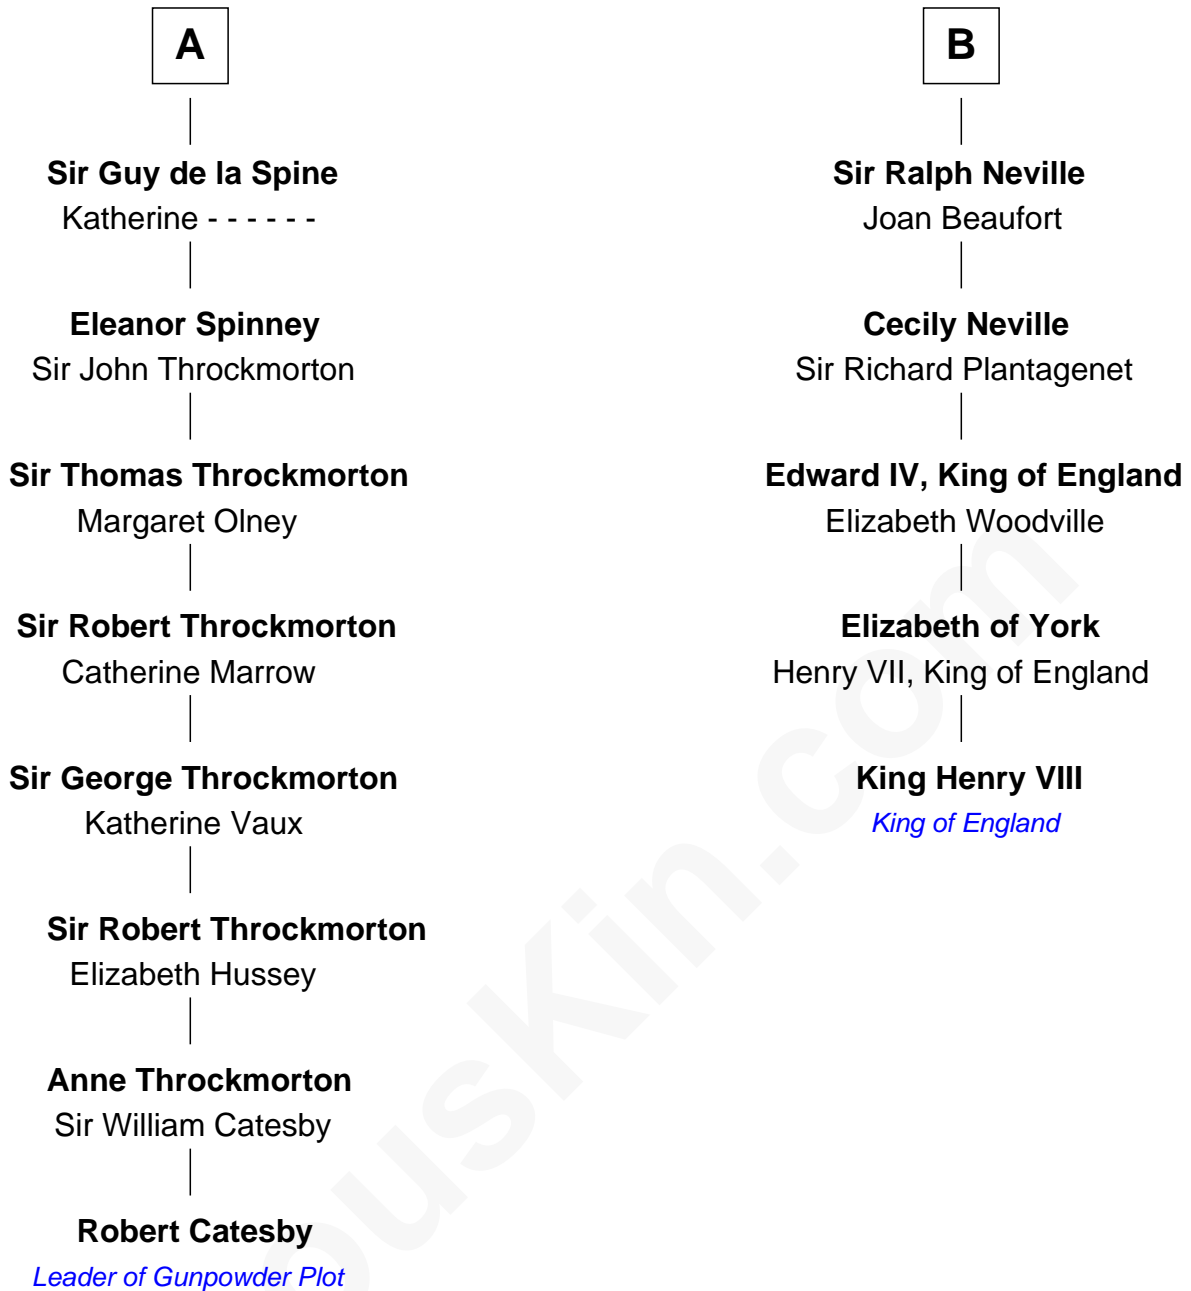 A
Sir Guy de la Spine
Katherine - - - - - -
Eleanor Spinney
Sir John Throckmorton
Sir Thomas Throckmorton
Margaret Olney
Sir Robert Throckmorton
Catherine Marrow
Sir George Throckmorton
Katherine Vaux
Sir Robert Throckmorton
Elizabeth Hussey
Anne Throckmorton
Sir William Catesby
Robert Catesby
Leader of Gunpowder Plot
B
Sir Ralph Neville
Joan Beaufort
Cecily Neville
Sir Richard Plantagenet
Edward IV, King of England
Elizabeth Woodville
Elizabeth of York
Henry VII, King of England
King Henry VIII
King of England
ousKin.com